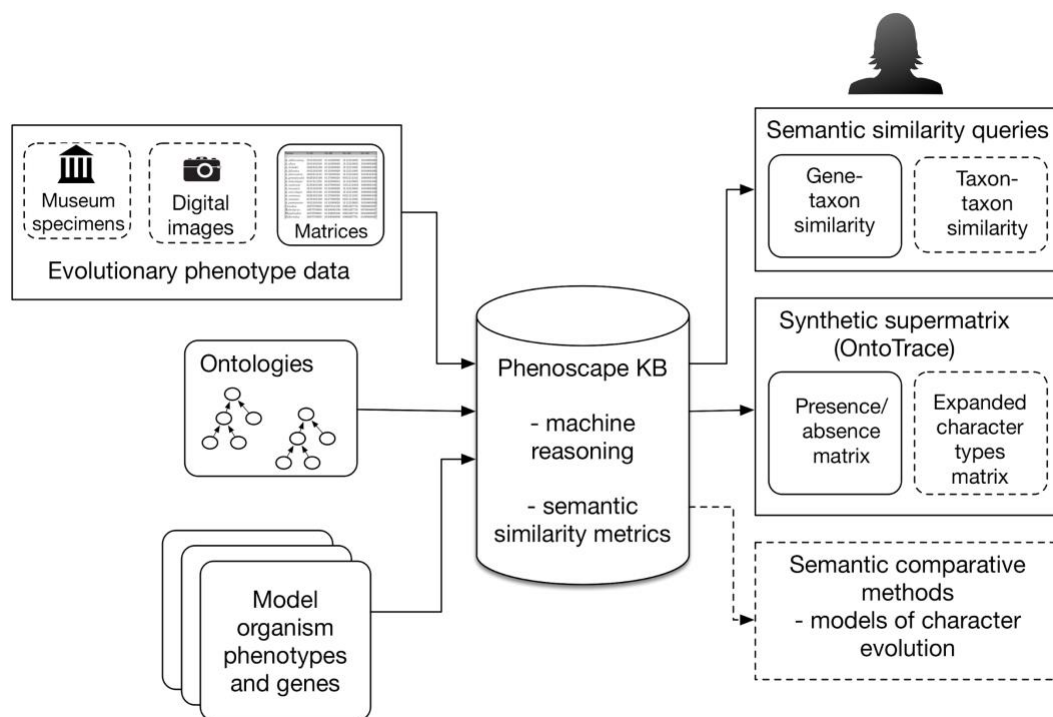 Museum
specimens
Digital
images
Matrices
Evolutionary phenotype data
Ontologies
Model
organism
phenotypes
and genes
Phenoscape KB
- machine
reasoning
- semantic
similarity metrics
Semantic similarity queries
Gene-
taxon
similarity
Taxon-
taxon
similarity
Synthetic supermatrix
(OntoTrace)
Presence/
absence
matrix
Expanded
character
types
matrix
Semantic comparative
methods
- models of character
evolution